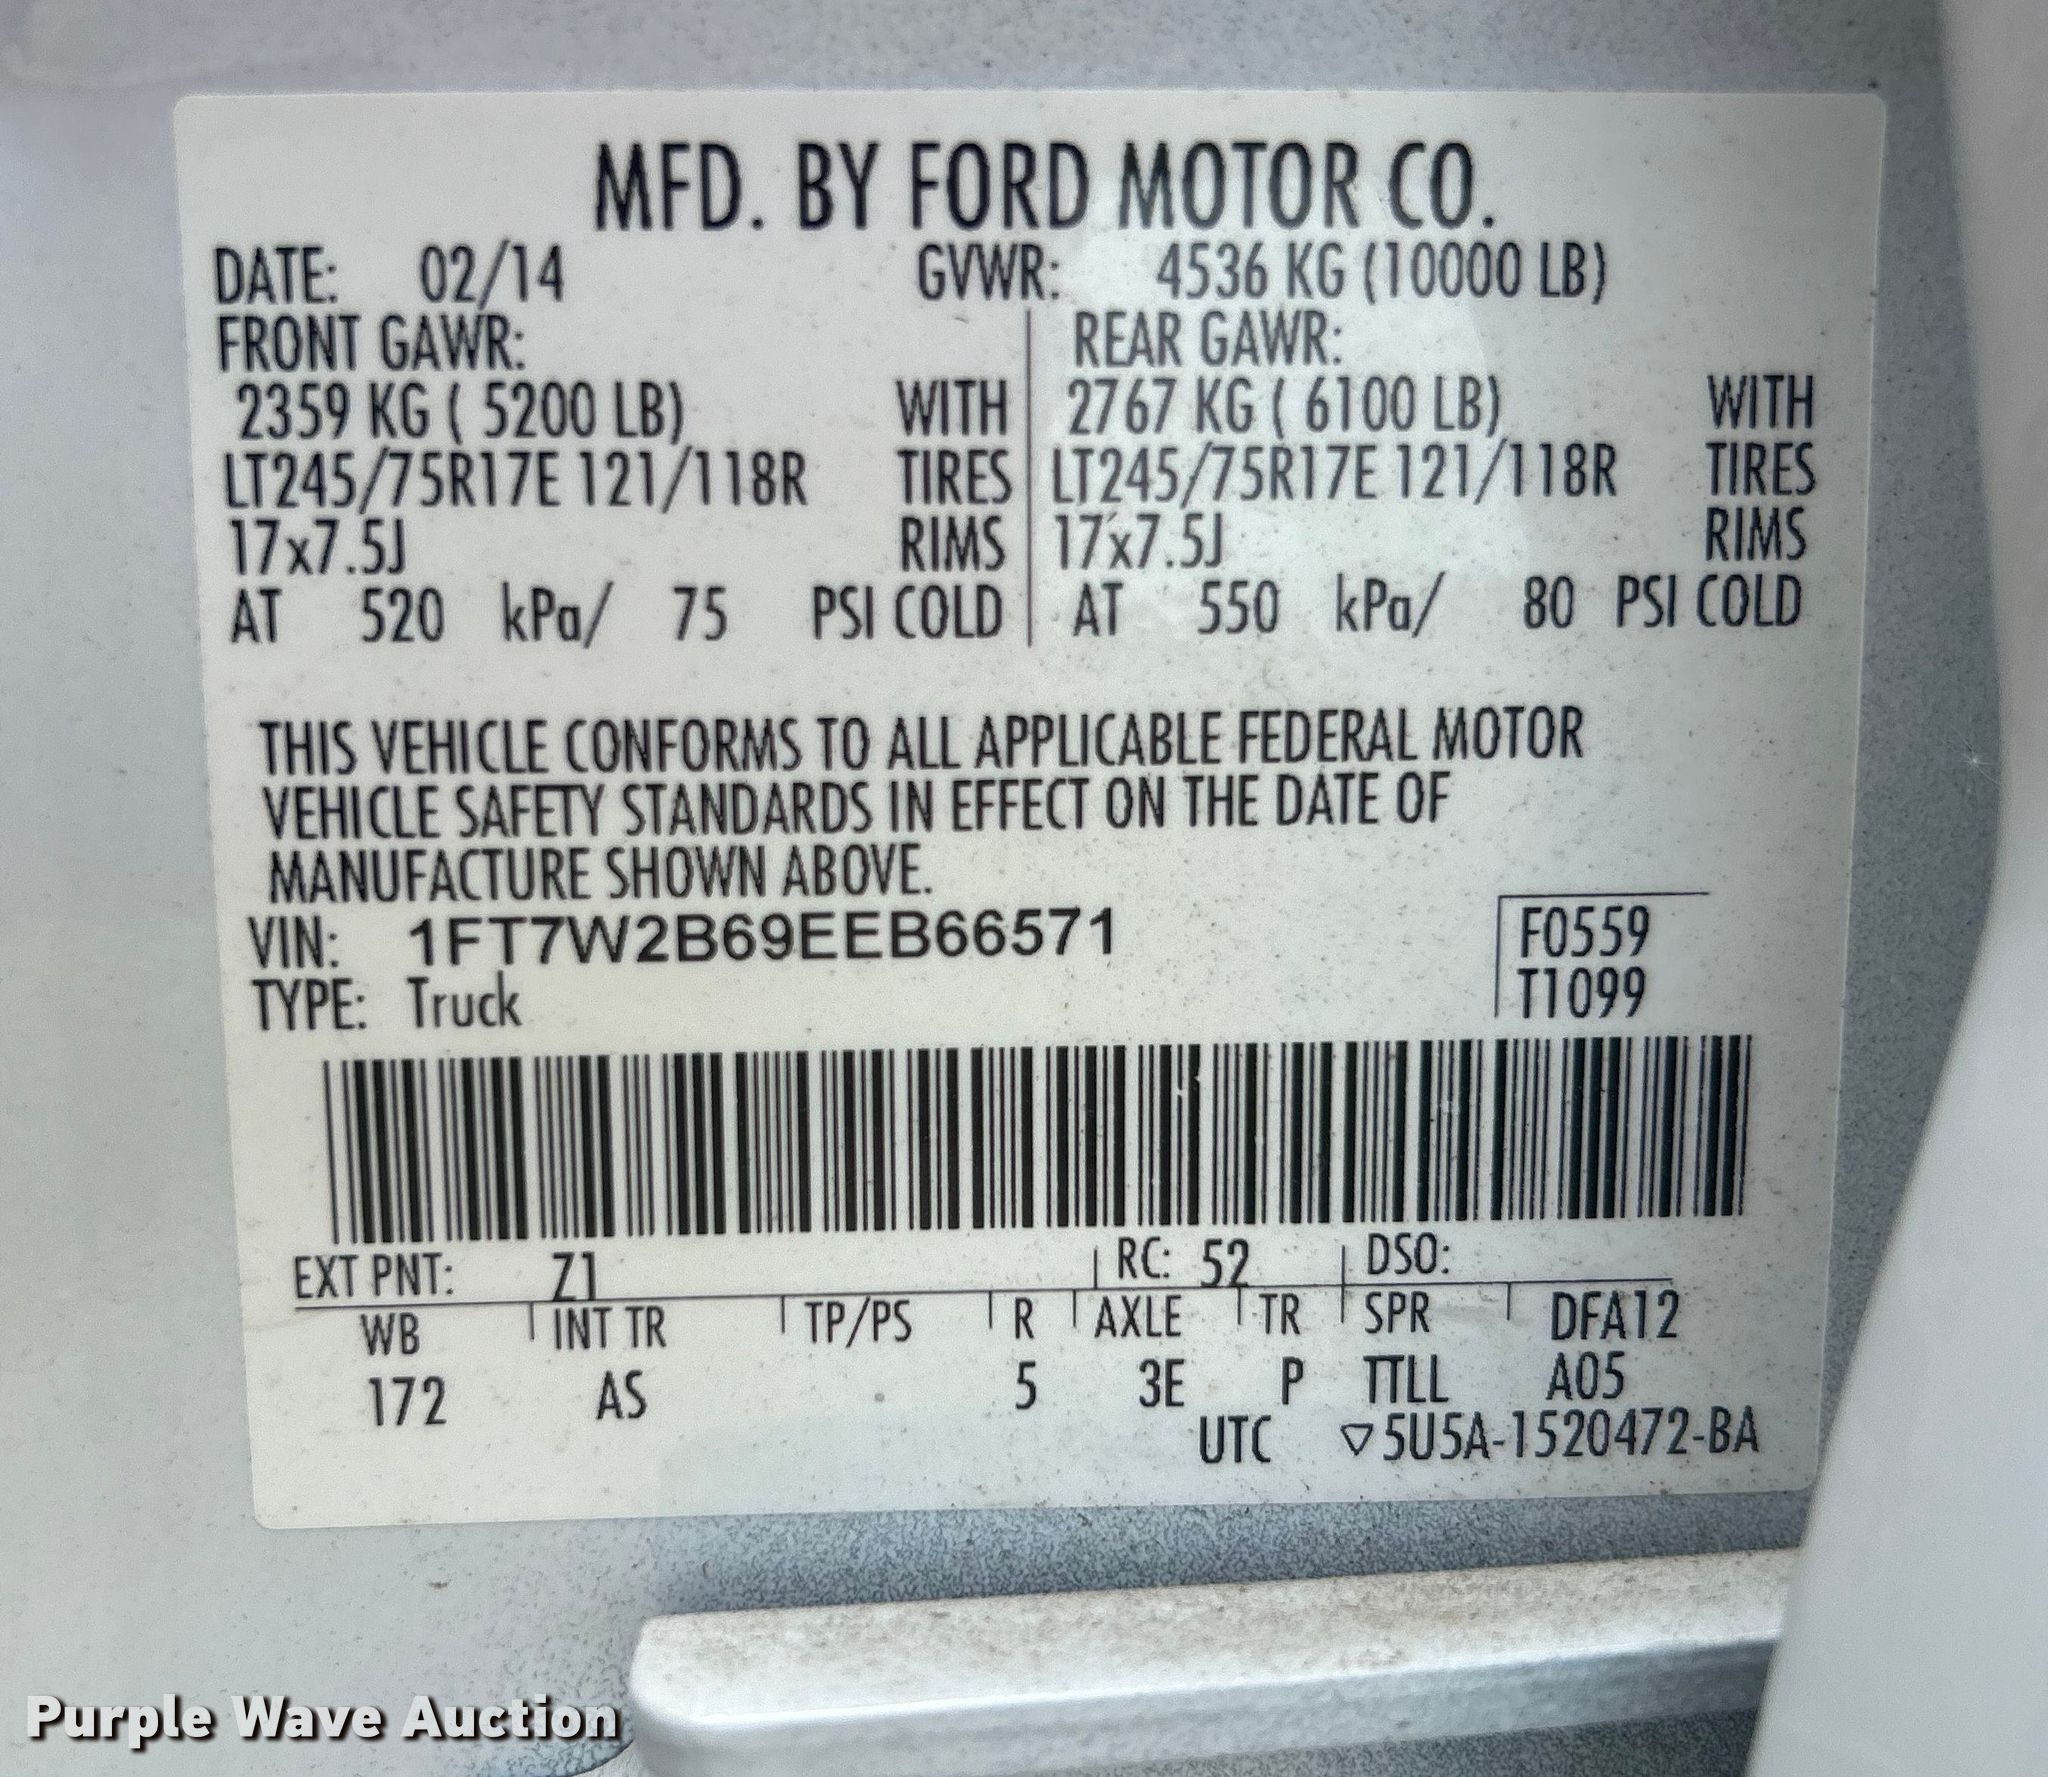 MFD. BY FORD MOTOR CO.
DATE: 02/14 GVWR: 4536 KG (10000 LB)
FRONT GAWR: REAR GAWR:
2359 KG ( 5200 LB) WITH 2767 KG ( 6100 LB) WITH
LT245/75R17E 121/118R TIRES LT245/75R17E 121/118R TIRES
17x7.5J RIMS 17x7.5J RIMS
AT 520 kPa/ 75 PSI COLD AT 550 kPa/ 80 PSI COLD
THIS VEHICLE CONFORMS TO ALL APPLICABLE FEDERAL MOTOR
VEHICLE SAFETY STANDARDS IN EFFECT ON THE DATE OF
MANUFACTURE SHOWN ABOVE.
VIN: 1FT7W2B69EEB66571 F0559
TYPE: Truck T1099
EXT PNT: Z1 RC: 52 DSO:
WB INT TR TP/PS R AXLE TR SPR DFA12
172 AS 5 3E P TTLL A05
UTC ▽5U5A-1520472-BA
Purple Wave Auction